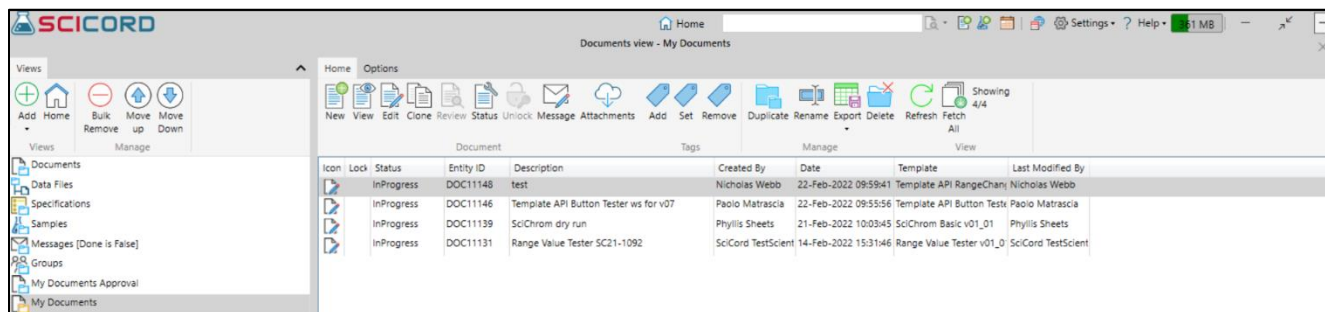 SCICORD
Home
Settings
? Help
361 MB
Documents view - My Documents
Views
Home Options
Add Home Bulk Remove Move up Move Down
Views Manage
New View Edit Clone Review Status Unlock Message Attachments Add Set Remove Duplicate Rename Export Delete Refresh Fetch All Showing 4/4
Document Tags Manage View
Documents
Data Files
Specifications
Samples
Messages [Done is False]
Groups
My Documents Approval
My Documents
Icon Lock Status Entity ID Description Created By Date Template Last Modified By
InProgress DOC11148 test Nicholas Webb 22-Feb-2022 09:59:41 Template API RangeChan Nicholas Webb
InProgress DOC11146 Template API Button Tester ws for v07 Paolo Matrascia 22-Feb-2022 09:55:56 Template API Button Teste Paolo Matrascia
InProgress DOC11139 SciChrom dry run Phyllis Sheets 21-Feb-2022 10:03:45 SciChrom Basic v01_01 Phyllis Sheets
InProgress DOC11131 Range Value Tester SC21-1092 SciCord TestScient 14-Feb-2022 15:31:46 Range Value Tester v01_0 SciCord TestScient